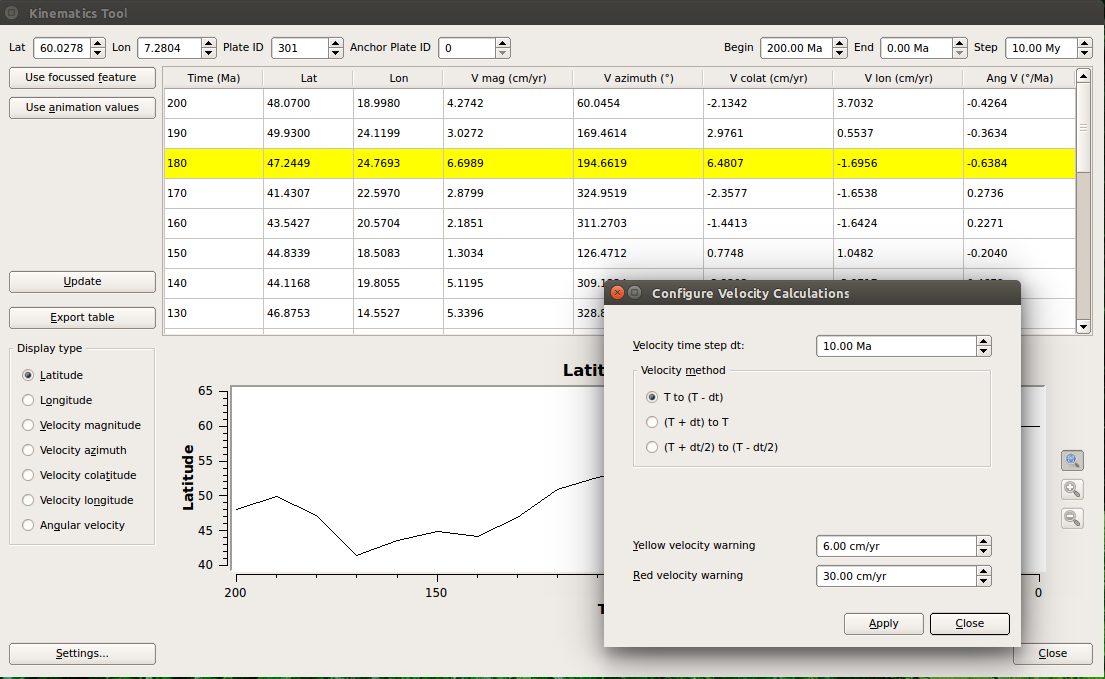 Kinematics Tool
Lat 60.0278 Lon 7.2804 Plate ID 301 Anchor Plate ID 0 Begin 200.00 Ma End 0.00 Ma Step 10.00 My
Use focussed feature
Use animation values
Update
Export table
Time (Ma) Lat Lon V mag (cm/yr) V azimuth (°) V colat (cm/yr) V lon (cm/yr) Ang V (°/Ma)
200 48.0700 18.9980 4.2742 60.0454 -2.1342 3.7032 -0.4264
190 49.9300 24.1199 3.0272 169.4614 2.9761 0.5537 -0.3634
180 47.2449 24.7693 6.6989 194.6619 6.4807 -1.6956 -0.6384
170 41.4307 22.5970 2.8799 324.9519 -2.3577 -1.6538 0.2736
160 43.5427 20.5704 2.1851 311.2703 -1.4413 -1.6424 0.2271
150 44.8339 18.5083 1.3034 126.4712 0.7748 1.0482 -0.2040
140 44.1168 19.8055 5.1195
130 46.8753 14.5527 5.3396
Display type
Latitude
Longitude
Velocity magnitude
Velocity azimuth
Velocity colatitude
Velocity longitude
Angular velocity
Settings...
Latitude
65
60
55
50
45
40
200 150 0
Configure Velocity Calculations
Velocity time step dt: 10.00 Ma
Velocity method
T to (T - dt)
(T + dt) to T
(T + dt/2) to (T - dt/2)
Yellow velocity warning 6.00 cm/yr
Red velocity warning 30.00 cm/yr
Apply Close
Close